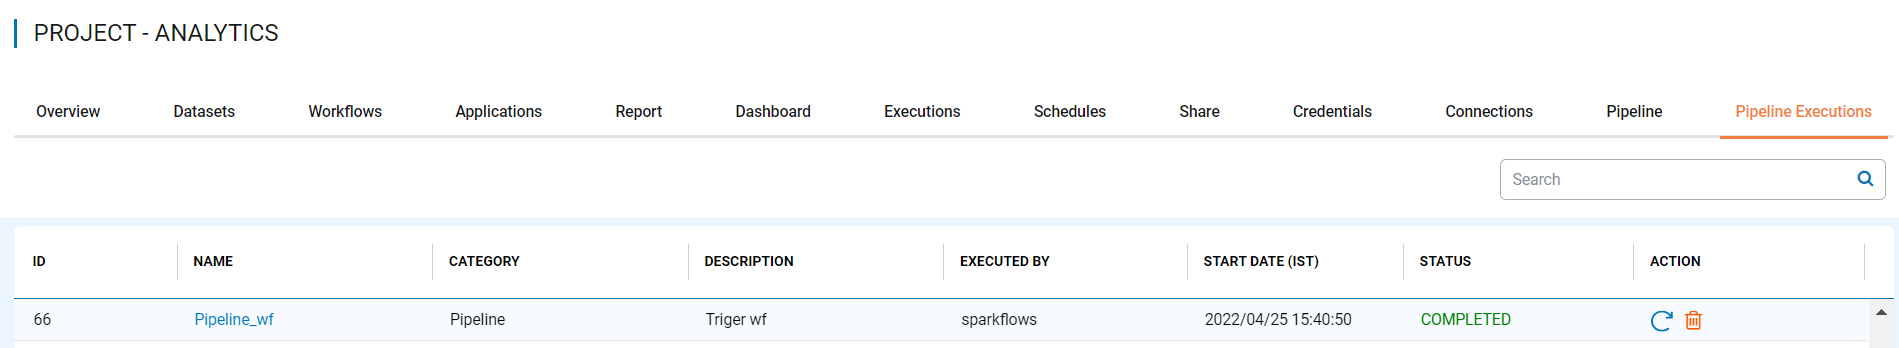 PROJECT - ANALYTICS
Overview Datasets Workflows Applications Report Dashboard Executions Schedules Share Credentials Connections Pipeline Pipeline Executions
Search
ID NAME CATEGORY DESCRIPTION EXECUTED BY START DATE (IST) STATUS ACTION
66 Pipeline_wf Pipeline Triger wf sparkflows 2022/04/25 15:40:50 COMPLETED